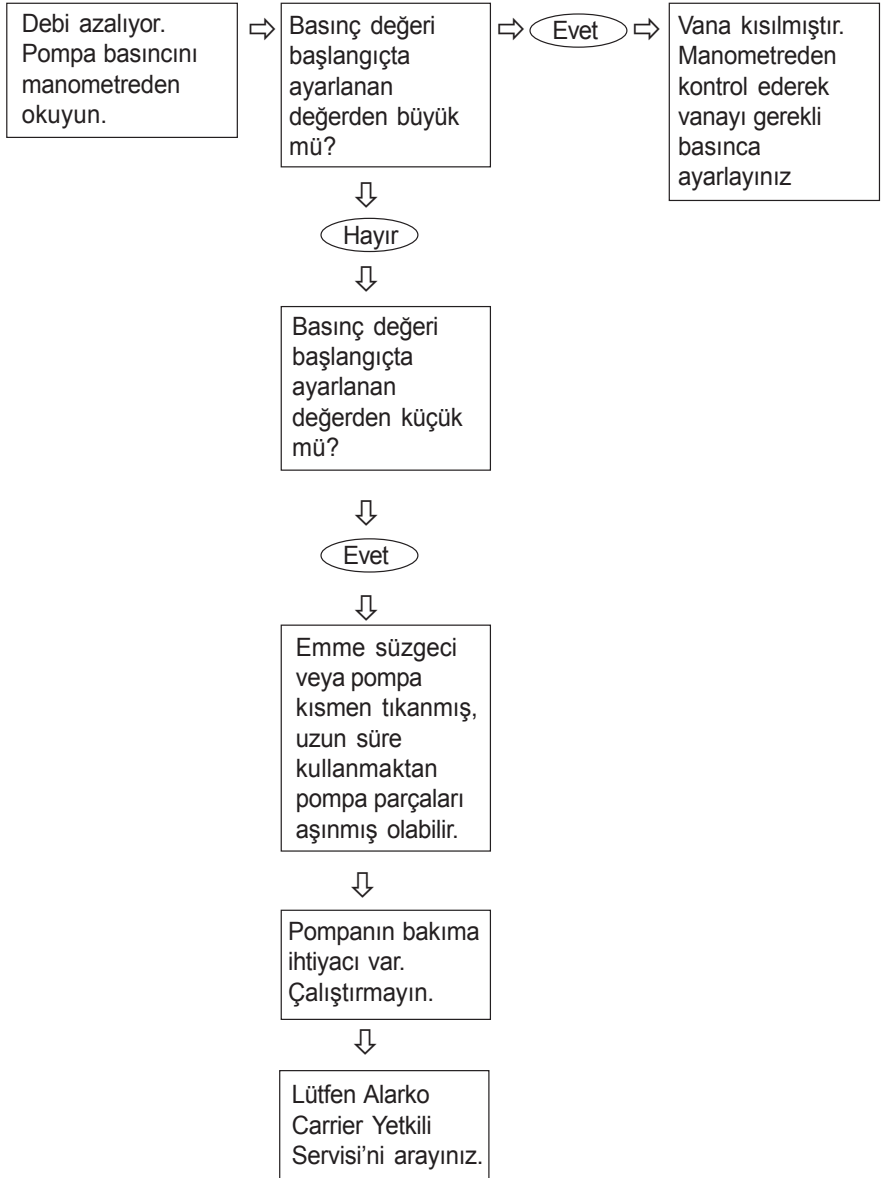 Debi azalıyor.
Pompa basıncını
manometreden
okuyun.
Basınç değeri
başlangıçta
ayarlanan
değerden büyük
mü?
Evet
Vana kısılmıştır.
Manometreden
kontrol ederek
vanayı gerekli
basınca
ayarlayınız
Hayır
Basınç değeri
başlangıçta
ayarlanan
değerden küçük
mü?
Evet
Emme süzgeci
veya pompa
kısmen tıkanmış,
uzun süre
kullanmaktan
pompa parçaları
aşınmış olabilir.
Pompanın bakıma
ihtiyacı var.
Çalıştırmayın.
Lütfen Alarko
Carrier Yetkili
Servisi’ni arayınız.